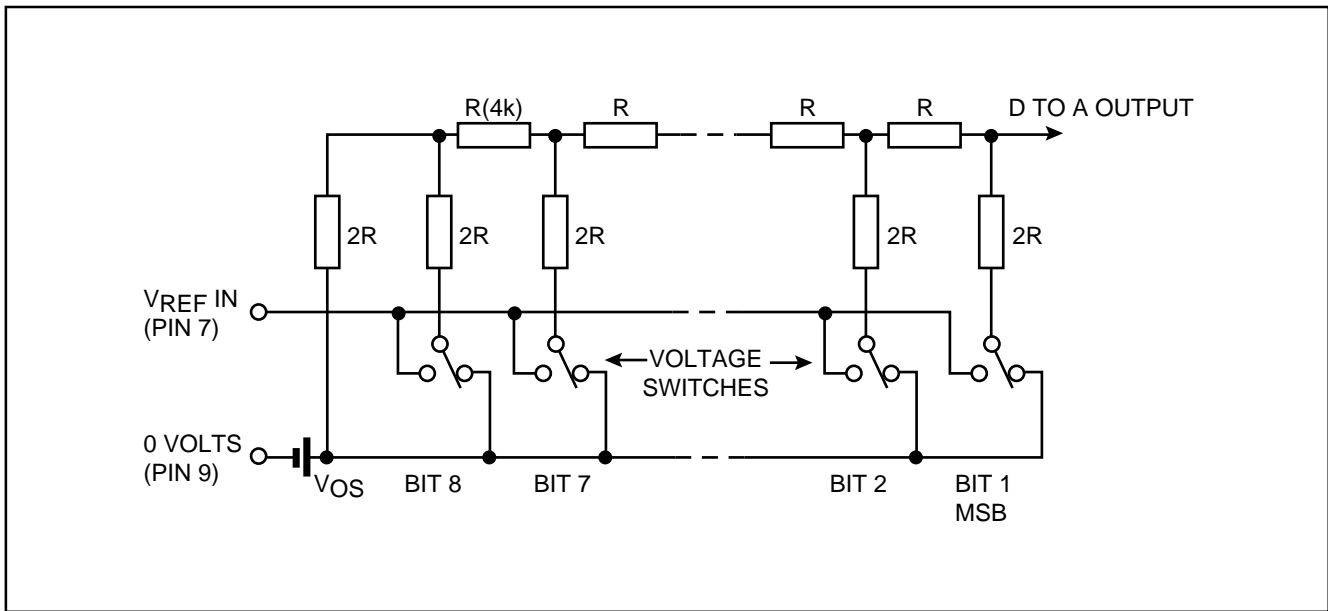 R(4k)
R
R
R
D TO A OUTPUT
2R
2R
2R
2R
2R
VREF IN
(PIN 7)
VOLTAGE
SWITCHES
0 VOLTS
(PIN 9)
VOS
BIT 8
BIT 7
BIT 2
BIT 1
MSB